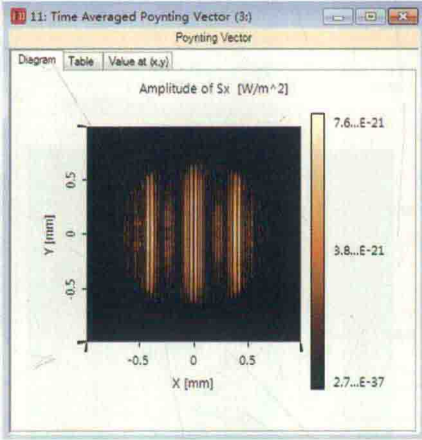 11: Time Averaged Poynting Vector (3:)
Poynting Vector
Diagram Table Value at (x,y)
Amplitude of Sx [W/m^2]
7.6...E-21
0.5
Y [mm]
0
3.8...E-21
-0.5
2.7...E-37
-0.5 0 0.5
X [mm]